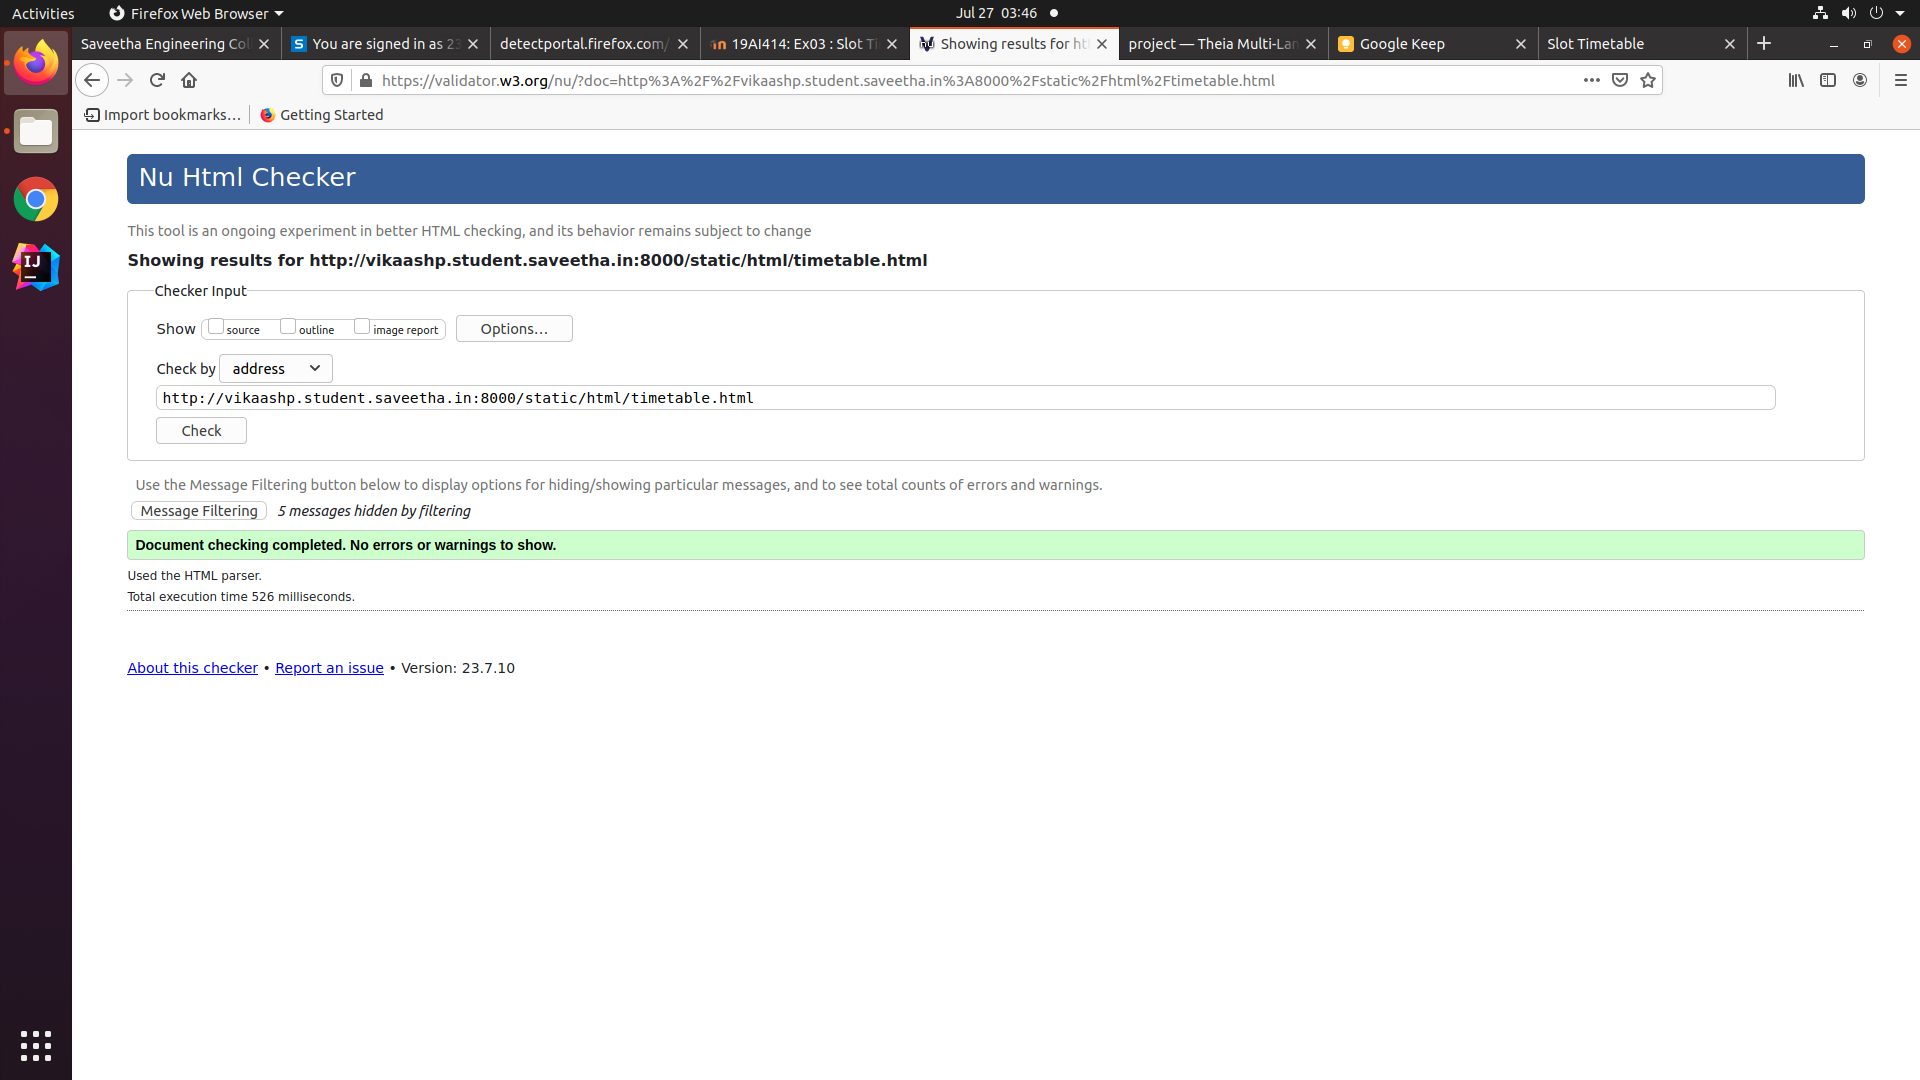 Activities
Firefox Web Browser
Jul 27 03:46
Saveetha Engineering Col
You are signed in as 23
detectportal.firefox.com/
19AI414: Ex03 : Slot Ti
Showing results for ht
project — Theia Multi-Lan
Google Keep
Slot Timetable
https://validator.w3.org/nu/?doc=http%3A%2F%2Fvikaashp.student.saveetha.in%3A8000%2Fstatic%2Fhtml%2Ftimetable.html
Import bookmarks...
Getting Started
Nu Html Checker
This tool is an ongoing experiment in better HTML checking, and its behavior remains subject to change
Showing results for http://vikaashp.student.saveetha.in:8000/static/html/timetable.html
Checker Input
Show source outline image report Options...
Check by address
http://vikaashp.student.saveetha.in:8000/static/html/timetable.html
Check
Use the Message Filtering button below to display options for hiding/showing particular messages, and to see total counts of errors and warnings.
Message Filtering 5 messages hidden by filtering
Document checking completed. No errors or warnings to show.
Used the HTML parser.
Total execution time 526 milliseconds.
About this checker • Report an issue • Version: 23.7.10
IJ